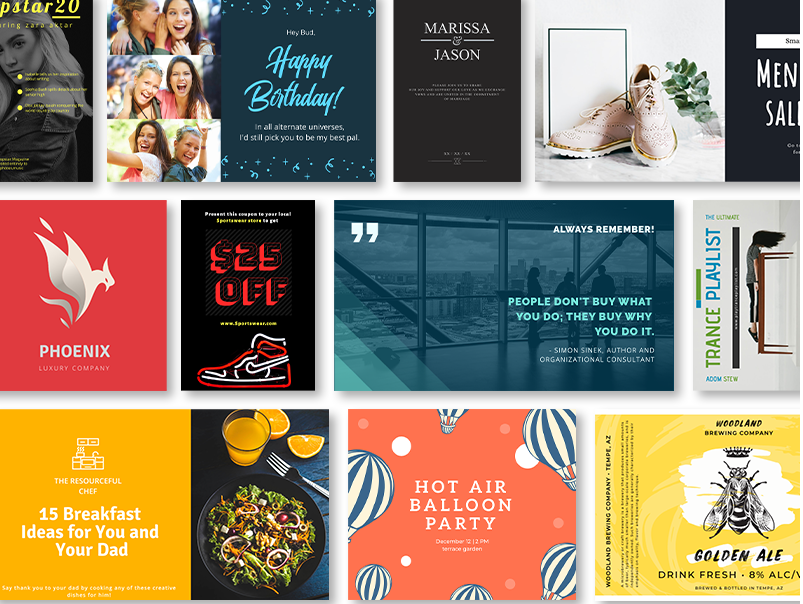 pstar20
ring zara aktar
Hey Bud,
Happy
Birthday!
In all alternate universes,
I'd still pick you to be my best pal.
MARISSA
&
JASON
XX • XX • XX
Sma
MEN
SAL
Go to
PHOENIX
LUXURY COMPANY
Present this coupon to your local
Sportswear store to get
$25
OFF
www.Sportswear.com
ALWAYS REMEMBER!
PEOPLE DON'T BUY WHAT
YOU DO; THEY BUY WHY
YOU DO IT.
- SIMON SINEK, AUTHOR AND
ORGANIZATIONAL CONSULTANT
THE ULTIMATE
TRANCE PLAYLIST
ADOM STEW
THE RESOURCEFUL
CHEF
15 Breakfast
Ideas for You and
Your Dad
Say thank you to your dad by cooking any of these creative
dishes for him!
HOT AIR
BALLOON
PARTY
December 12 | 2 PM
terrace garden
WOODLAND BREWING COMPANY - TEMPE, AZ
WOODLAND
BREWING COMPANY
GOLDEN ALE
DRINK FRESH • 8% ALC/V
BREWED & BOTTLED IN TEMPE, AZ